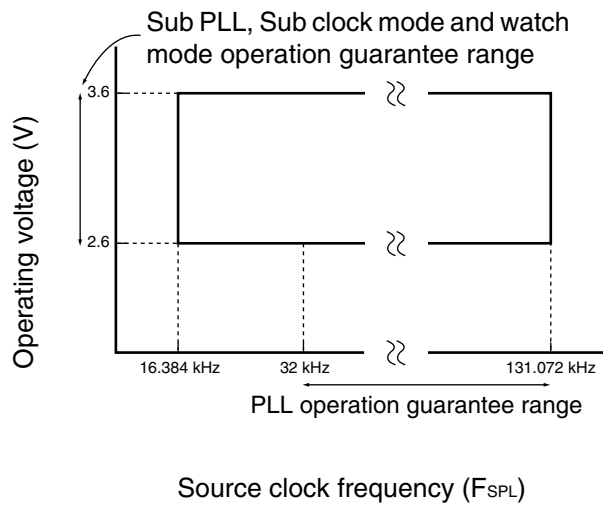 Sub PLL, Sub clock mode and watch
mode operation guarantee range
Operating voltage (V)
3.6
2.6
16.384 kHz
32 kHz
131.072 kHz
PLL operation guarantee range
Source clock frequency (FSPL)